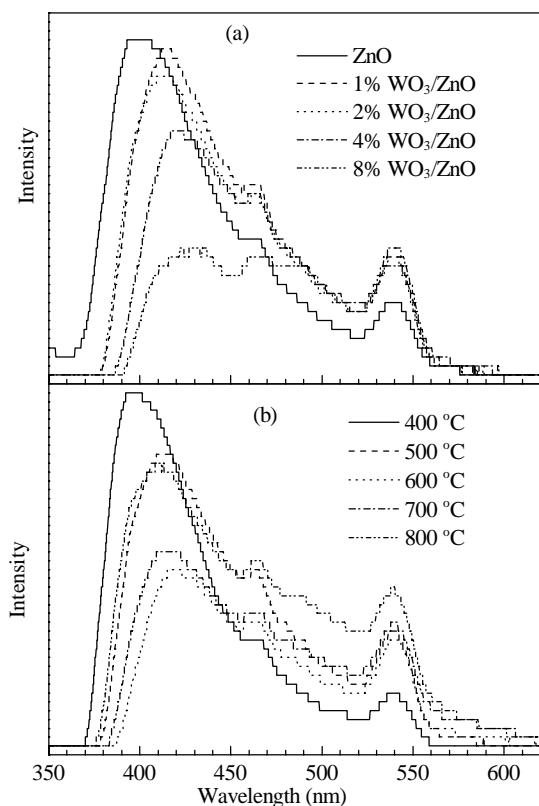 (a)
ZnO
1% WO₃/ZnO
2% WO₃/ZnO
4% WO₃/ZnO
8% WO₃/ZnO
Intensity
(b)
400 °C
500 °C
600 °C
700 °C
800 °C
Intensity
350 400 450 500 550 600
Wavelength (nm)